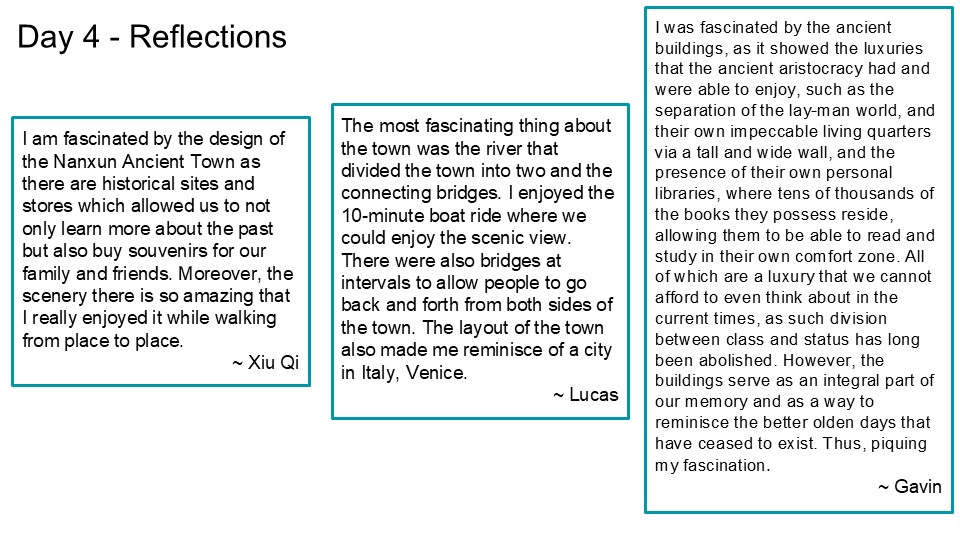 Day 4 - Reflections
I am fascinated by the design of
the Nanxun Ancient Town as
there are historical sites and
stores which allowed us to not
only learn more about the past
but also buy souvenirs for our
family and friends. Moreover, the
scenery there is so amazing that
I really enjoyed it while walking
from place to place.
~ Xiu Qi
The most fascinating thing about
the town was the river that
divided the town into two and the
connecting bridges. I enjoyed the
10-minute boat ride where we
could enjoy the scenic view.
There were also bridges at
intervals to allow people to go
back and forth from both sides of
the town. The layout of the town
also made me reminisce of a city
in Italy, Venice.
~ Lucas
I was fascinated by the ancient
buildings, as it showed the luxuries
that the ancient aristocracy had and
were able to enjoy, such as the
separation of the lay-man world, and
their own impeccable living quarters
via a tall and wide wall, and the
presence of their own personal
libraries, where tens of thousands of
the books they possess reside,
allowing them to be able to read and
study in their own comfort zone. All
of which are a luxury that we cannot
afford to even think about in the
current times, as such division
between class and status has long
been abolished. However, the
buildings serve as an integral part of
our memory and as a way to
reminisce the better olden days that
have ceased to exist. Thus, piquing
my fascination.
~ Gavin